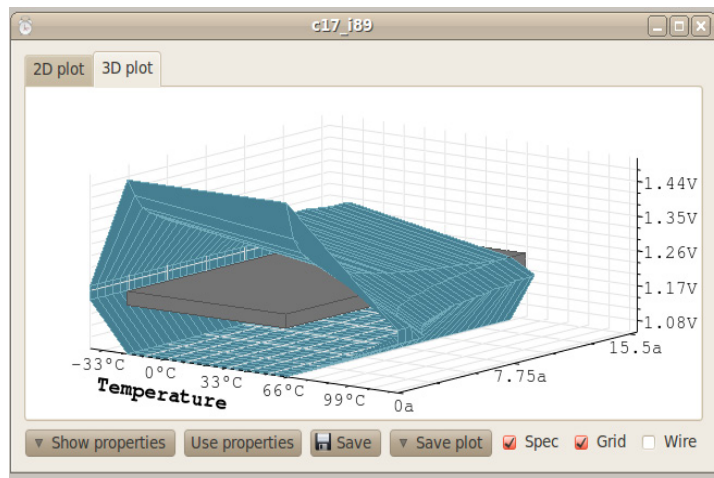 c17_i89
2D plot
3D plot
1.44V
1.35V
1.26V
1.17V
1.08V
15.5a
7.75a
0a
-33°C
0°C
33°C
66°C
99°C
Temperature
Show properties
Use properties
Save
Save plot
Spec
Grid
Wire